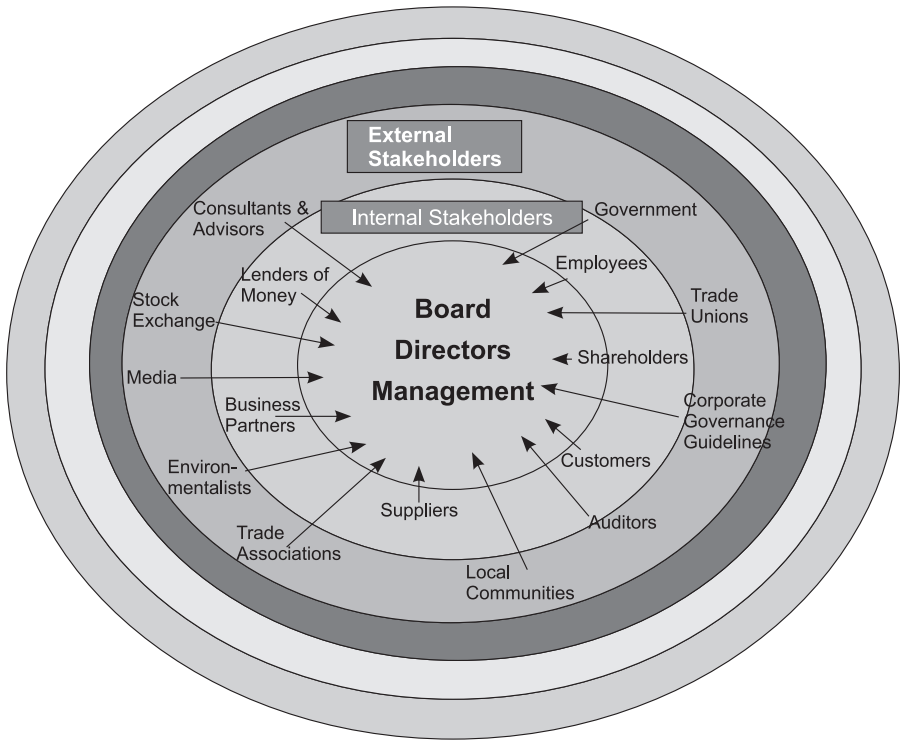 External
Stakeholders
Internal Stakeholders
Consultants &
Advisors
Government
Lenders of
Money
Employees
Stock
Exchange
Trade
Unions
Board
Directors
Management
Shareholders
Media
Business
Partners
Corporate
Governance
Guidelines
Customers
Environ-
mentalists
Suppliers
Auditors
Trade
Associations
Local
Communities